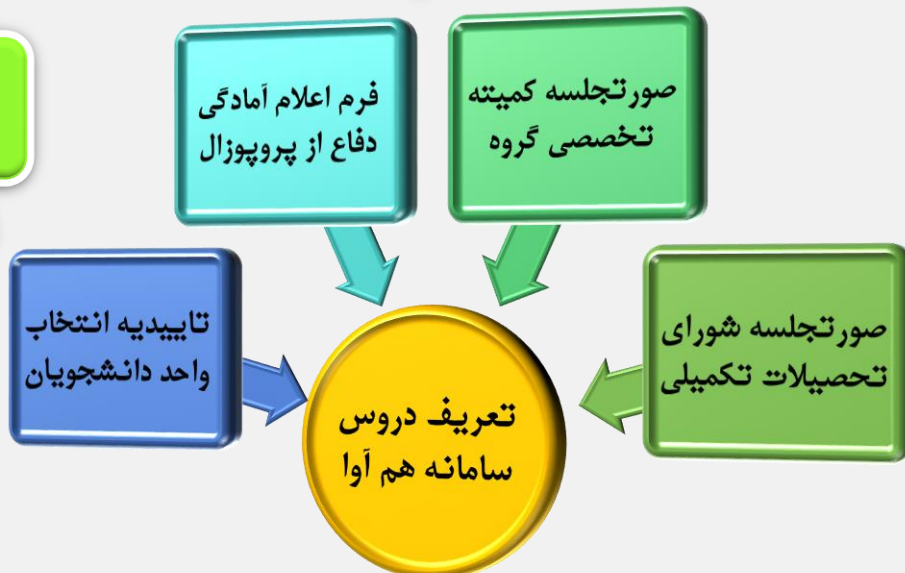 صورتجلسه کمیته
تخصصی گروه
فرم اعلام آمادگی
دفاع از پروپوزال
صورتجلسه شورای
تحصیلات تکمیلی
تاییدیه انتخاب
واحد دانشجویان
تعریف دروس
سامانه هم آوا